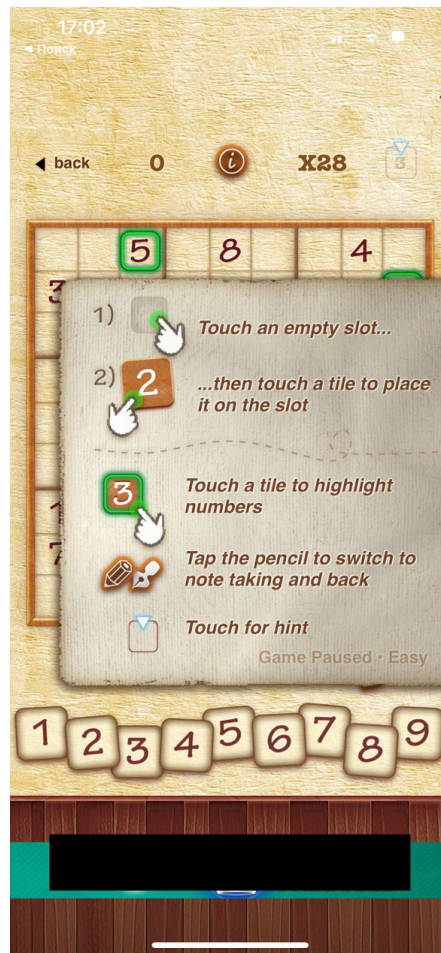 17:02
◀ Поиск
back 0 i X28 3
5 8 4
3
1) Touch an empty slot...
2) 2 ...then touch a tile to place
it on the slot
3 Touch a tile to highlight
numbers
Tap the pencil to switch to
note taking and back
Touch for hint
Game Paused · Easy
1 2 3 4 5 6 7 8 9